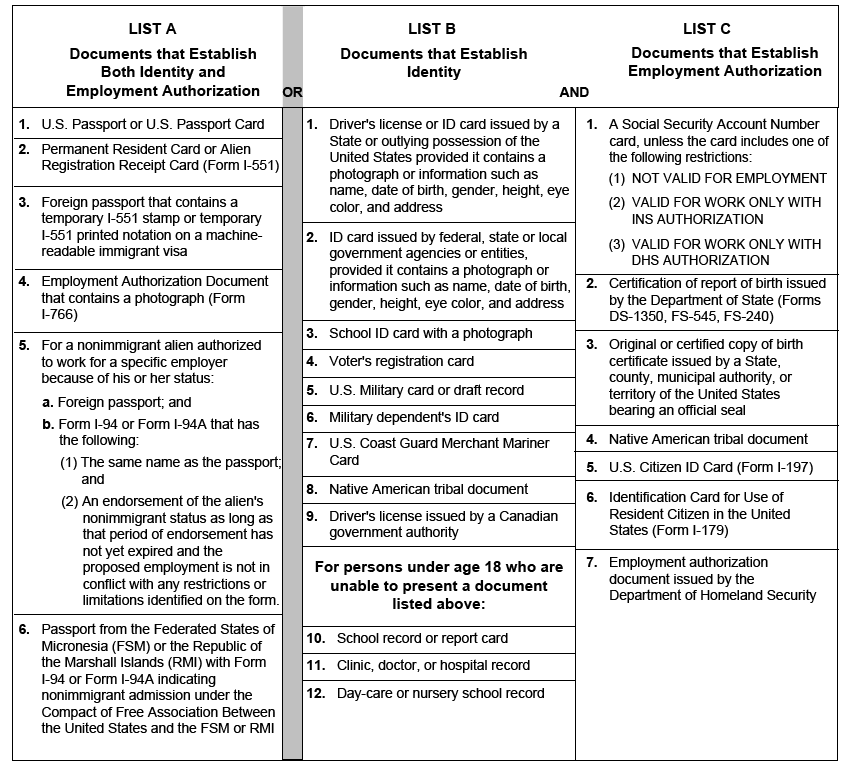 LIST A
Documents that Establish
Both Identity and
Employment Authorization
OR
LIST B
Documents that Establish
Identity
AND
LIST C
Documents that Establish
Employment Authorization
1. U.S. Passport or U.S. Passport Card
2. Permanent Resident Card or Alien
Registration Receipt Card (Form I-551)
3. Foreign passport that contains a
temporary I-551 stamp or temporary
I-551 printed notation on a machine-
readable immigrant visa
4. Employment Authorization Document
that contains a photograph (Form
I-766)
5. For a nonimmigrant alien authorized
to work for a specific employer
because of his or her status:
a. Foreign passport; and
b. Form I-94 or Form I-94A that has
the following:
(1) The same name as the passport;
and
(2) An endorsement of the alien's
nonimmigrant status as long as
that period of endorsement has
not yet expired and the
proposed employment is not in
conflict with any restrictions or
limitations identified on the form.
6. Passport from the Federated States of
Micronesia (FSM) or the Republic of
the Marshall Islands (RMI) with Form
I-94 or Form I-94A indicating
nonimmigrant admission under the
Compact of Free Association Between
the United States and the FSM or RMI
1. Driver's license or ID card issued by a
State or outlying possession of the
United States provided it contains a
photograph or information such as
name, date of birth, gender, height, eye
color, and address
2. ID card issued by federal, state or local
government agencies or entities,
provided it contains a photograph or
information such as name, date of birth,
gender, height, eye color, and address
3. School ID card with a photograph
4. Voter's registration card
5. U.S. Military card or draft record
6. Military dependent's ID card
7. U.S. Coast Guard Merchant Mariner
Card
8. Native American tribal document
9. Driver's license issued by a Canadian
government authority
For persons under age 18 who are
unable to present a document
listed above:
10. School record or report card
11. Clinic, doctor, or hospital record
12. Day-care or nursery school record
1. A Social Security Account Number
card, unless the card includes one of
the following restrictions:
(1) NOT VALID FOR EMPLOYMENT
(2) VALID FOR WORK ONLY WITH
INS AUTHORIZATION
(3) VALID FOR WORK ONLY WITH
DHS AUTHORIZATION
2. Certification of report of birth issued
by the Department of State (Forms
DS-1350, FS-545, FS-240)
3. Original or certified copy of birth
certificate issued by a State,
county, municipal authority, or
territory of the United States
bearing an official seal
4. Native American tribal document
5. U.S. Citizen ID Card (Form I-197)
6. Identification Card for Use of
Resident Citizen in the United
States (Form I-179)
7. Employment authorization
document issued by the
Department of Homeland Security